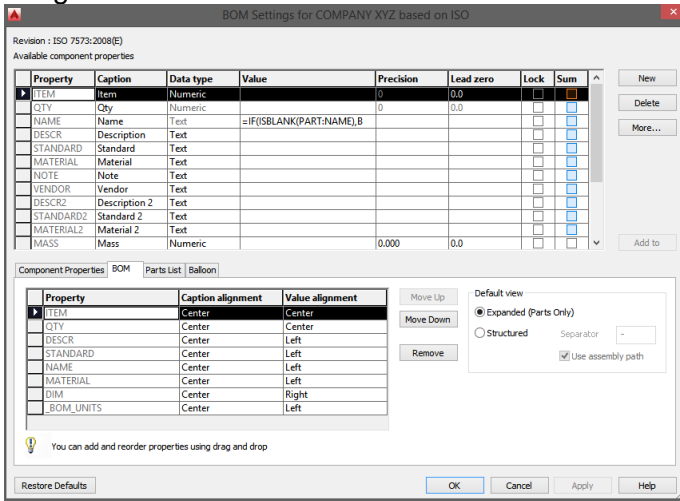 BOM Settings for COMPANY XYZ based on ISO
Revision : ISO 7573:2008(E)
Available component properties
Property Caption Data type Value Precision Lead zero Lock Sum
ITEM Item Numeric 0 0.0
QTY Qty Numeric 0 0.0
NAME Name Text =IF(ISBLANK(PART:NAME),B
DESCR Description Text
STANDARD Standard Text
MATERIAL Material Text
NOTE Note Text
VENDOR Vendor Text
DESCR2 Description 2 Text
STANDARD2 Standard 2 Text
MATERIAL2 Material 2 Text
MASS Mass Numeric 0.000 0.0
New
Delete
More...
Add to
Component Properties BOM Parts List Balloon
Property Caption alignment Value alignment
ITEM Center Center
QTY Center Center
DESCR Center Left
STANDARD Center Left
NAME Center Left
MATERIAL Center Left
DIM Center Right
_BOM_UNITS Center Left
Move Up
Move Down
Remove
Default view
Expanded (Parts Only)
Structured Separator -
Use assembly path
You can add and reorder properties using drag and drop
Restore Defaults OK Cancel Apply Help